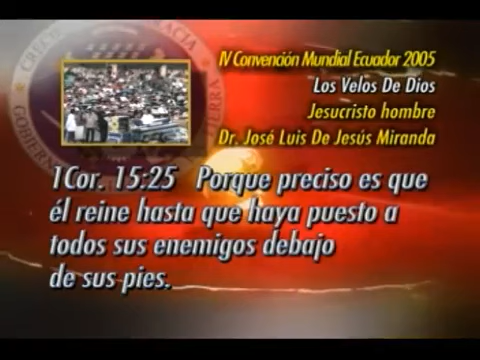 IV Convención Mundial Ecuador 2005
Los Velos De Dios
Jesucristo hombre
Dr. José Luis De Jesús Miranda
1Cor. 15:25 Porque preciso es que
él reine hasta que haya puesto a
todos sus enemigos debajo
de sus pies.